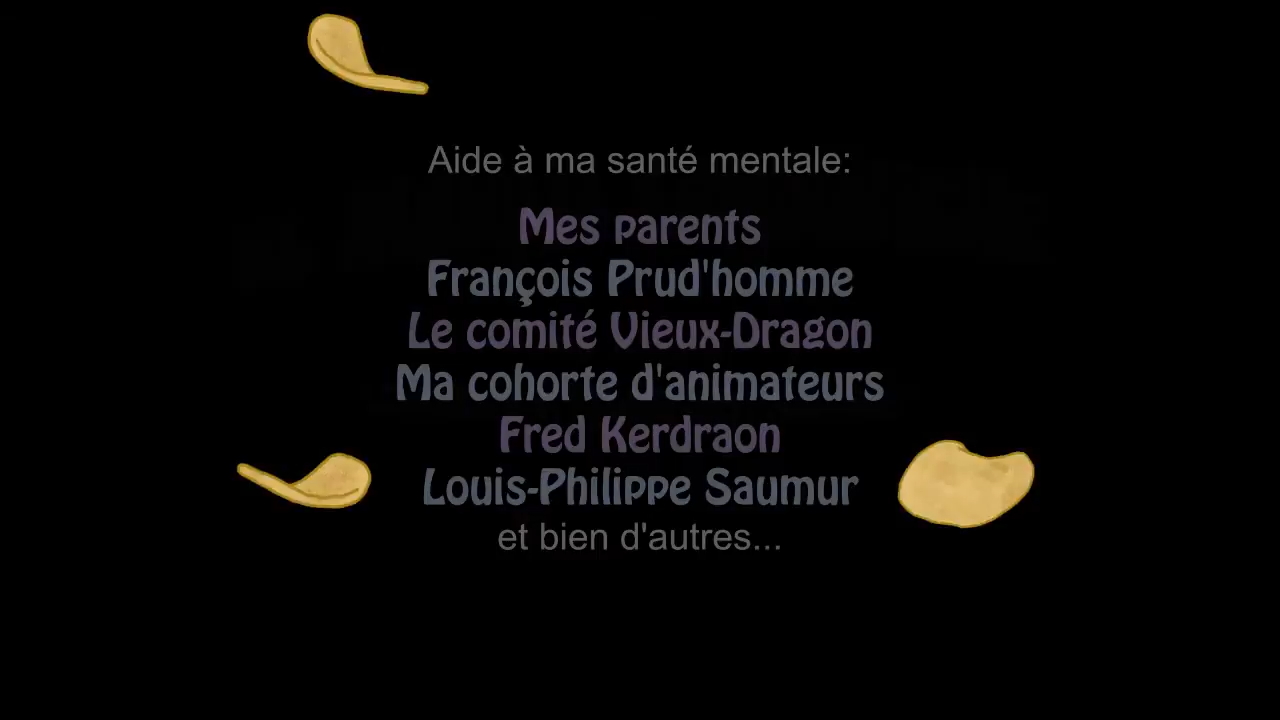 Aide à ma santé mentale:
Mes parents
François Prud'homme
Le comité Vieux-Dragon
Ma cohorte d'animateurs
Fred Kerdraon
Louis-Philippe Saumur
et bien d'autres...